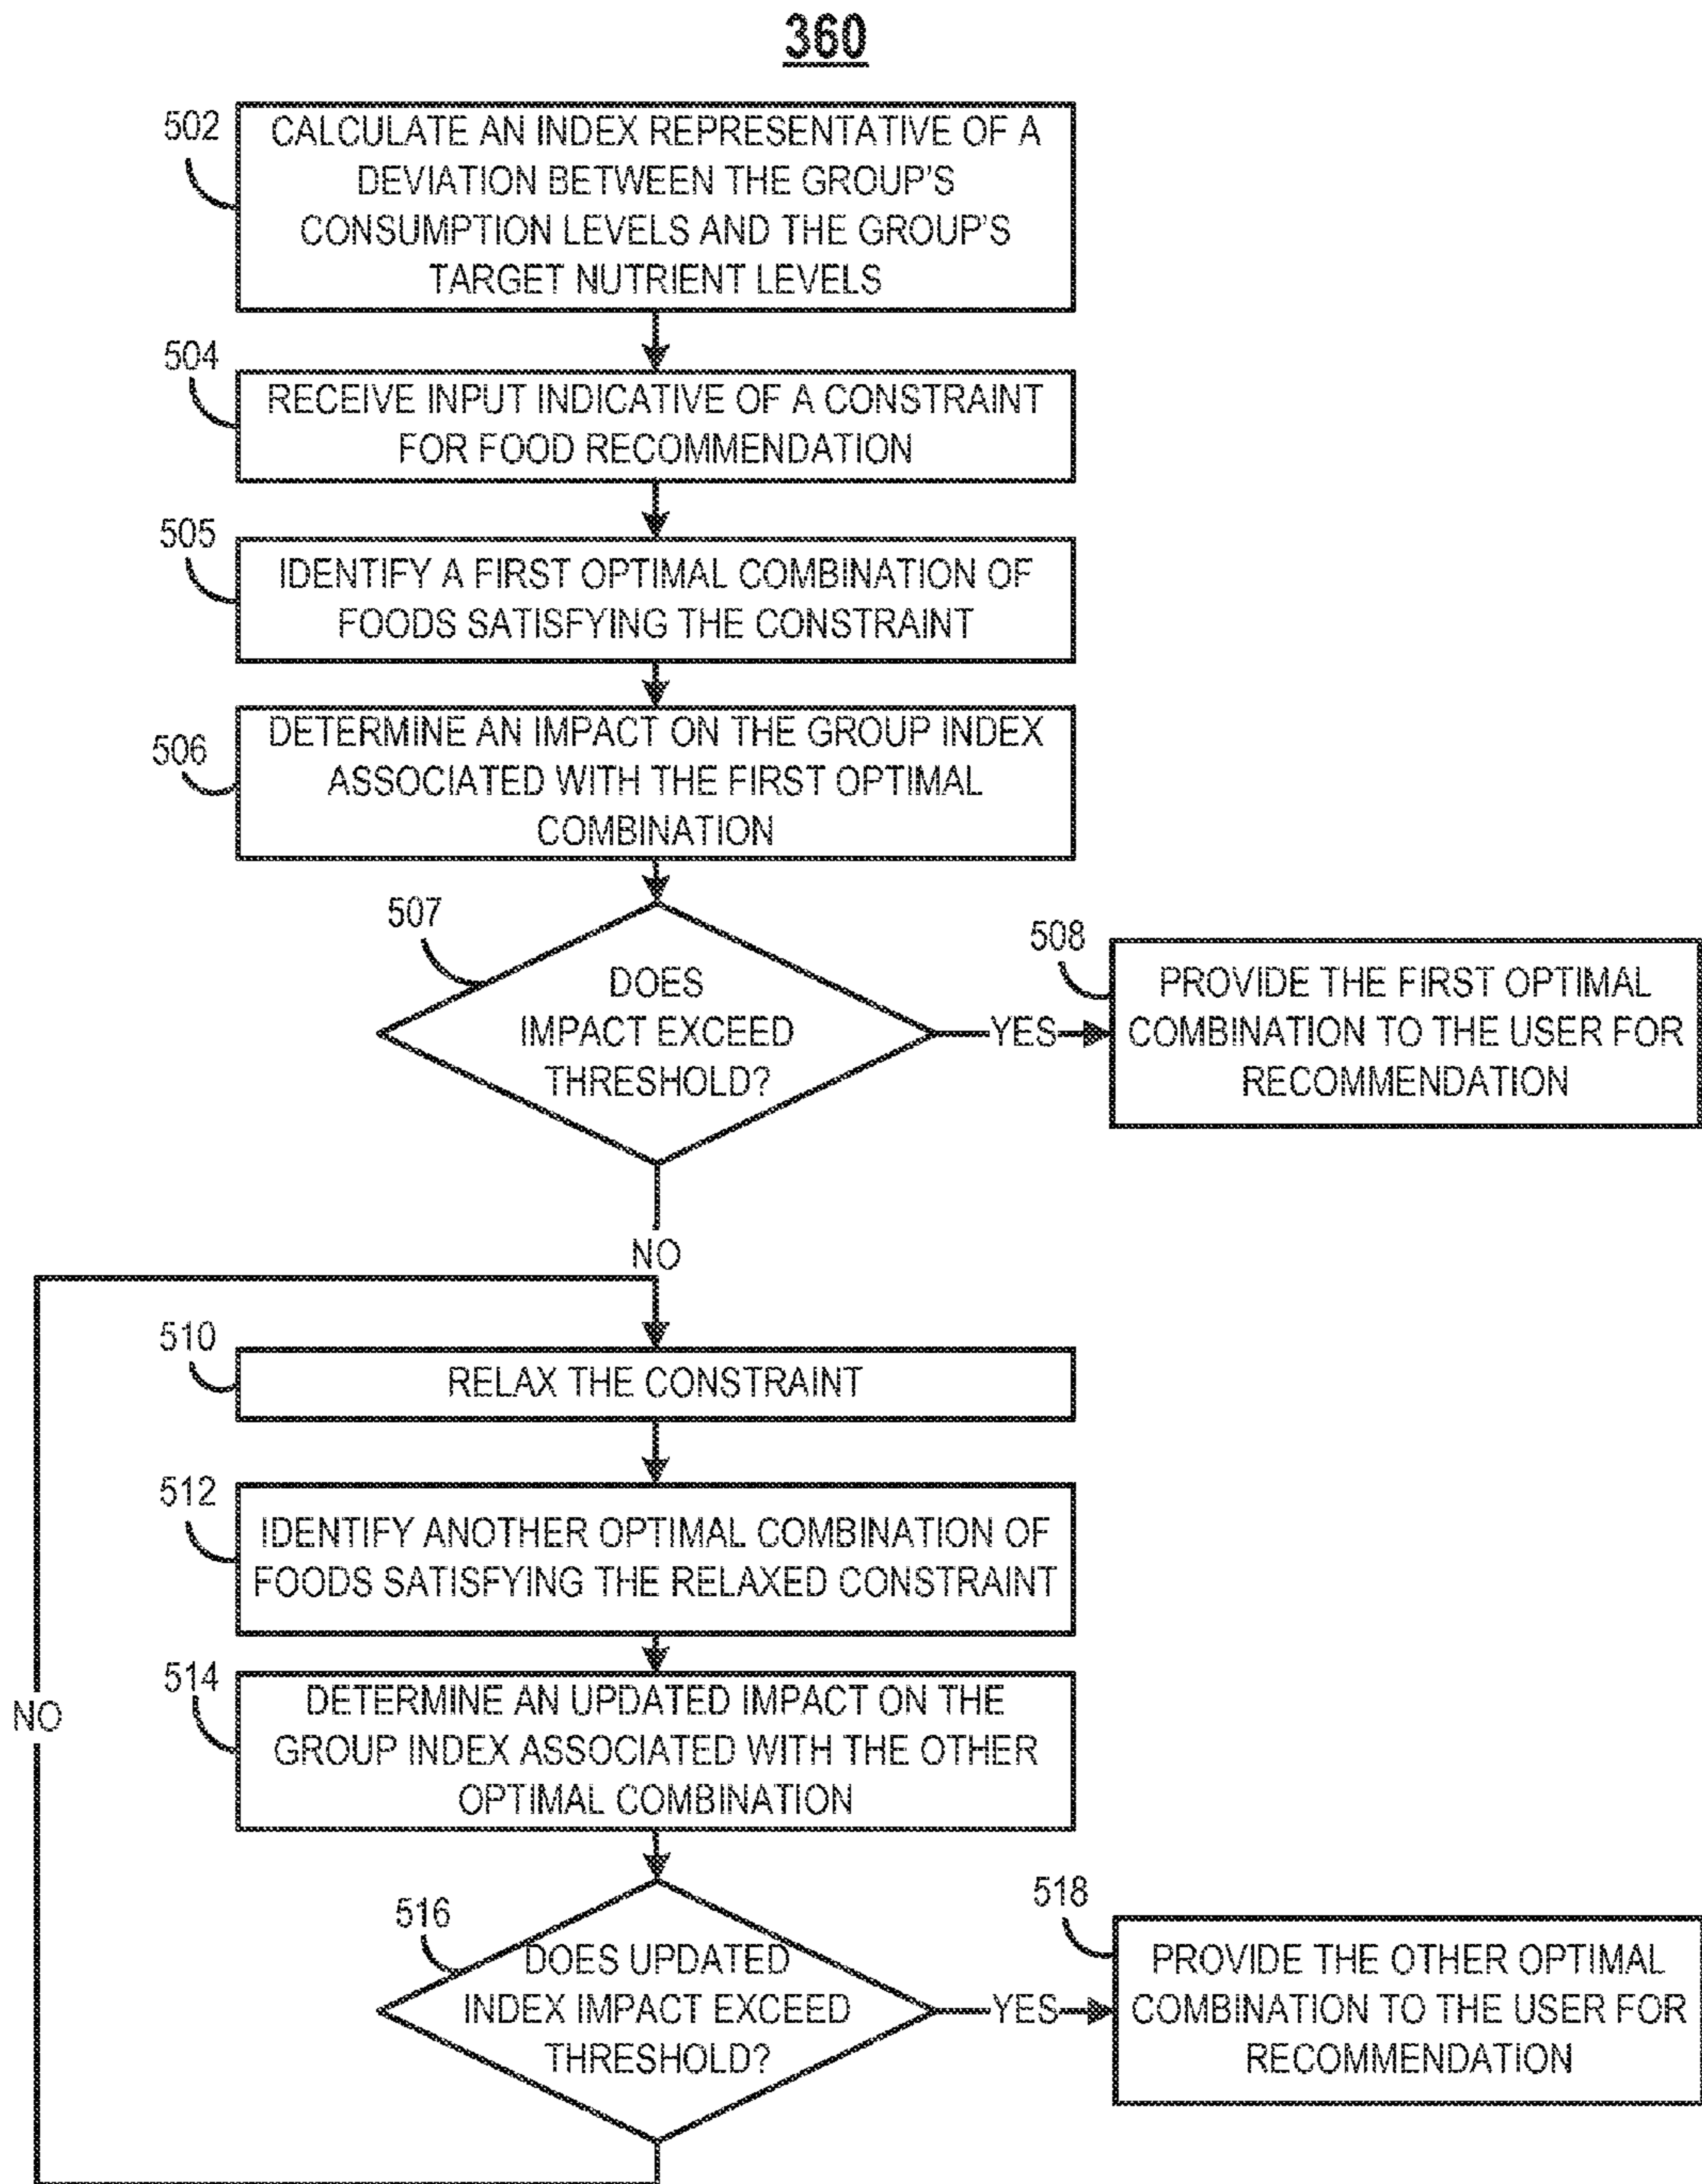 360
502
CALCULATE AN INDEX REPRESENTATIVE OF A
DEVIATION BETWEEN THE GROUP'S
CONSUMPTION LEVELS AND THE GROUP'S
TARGET NUTRIENT LEVELS
504
RECEIVE INPUT INDICATIVE OF A CONSTRAINT
FOR FOOD RECOMMENDATION
505
IDENTIFY A FIRST OPTIMAL COMBINATION OF
FOODS SATISFYING THE CONSTRAINT
506
DETERMINE AN IMPACT ON THE GROUP INDEX
ASSOCIATED WITH THE FIRST OPTIMAL
COMBINATION
507
DOES
IMPACT EXCEED
THRESHOLD?
YES
508
PROVIDE THE FIRST OPTIMAL
COMBINATION TO THE USER FOR
RECOMMENDATION
NO
510
RELAX THE CONSTRAINT
512
IDENTIFY ANOTHER OPTIMAL COMBINATION OF
FOODS SATISFYING THE RELAXED CONSTRAINT
514
DETERMINE AN UPDATED IMPACT ON THE
GROUP INDEX ASSOCIATED WITH THE OTHER
OPTIMAL COMBINATION
NO
516
DOES UPDATED
INDEX IMPACT EXCEED
THRESHOLD?
YES
518
PROVIDE THE OTHER OPTIMAL
COMBINATION TO THE USER FOR
RECOMMENDATION